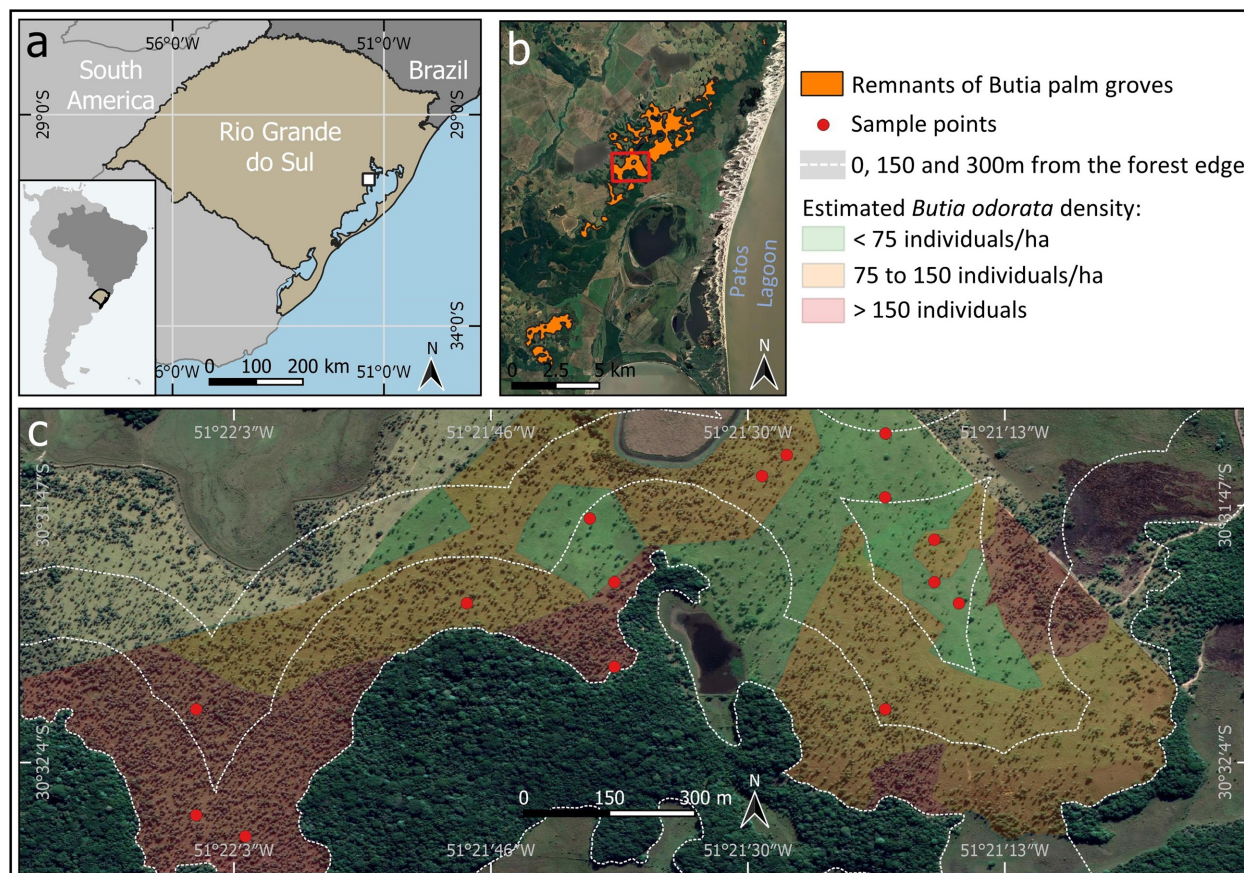 a
56°0′W
51°0′W
South
America
Brazil
29°0′S
29°0′S
Rio Grande
do Sul
34°0′S
6°0′W
51°0′W
0 100 200 km
N
b
Patos
Lagoon
0 2.5 5 km
N
Remnants of Butia palm groves
Sample points
0, 150 and 300m from the forest edge
Estimated Butia odorata density:
< 75 individuals/ha
75 to 150 individuals/ha
> 150 individuals
c
51°22′3″W
51°21′46″W
51°21′30″W
51°21′13″W
30°31′47″S
30°31′47″S
30°32′4″S
30°32′4″S
0 150 300 m
N
51°22′3″W
51°21′46″W
51°21′30″W
51°21′13″W